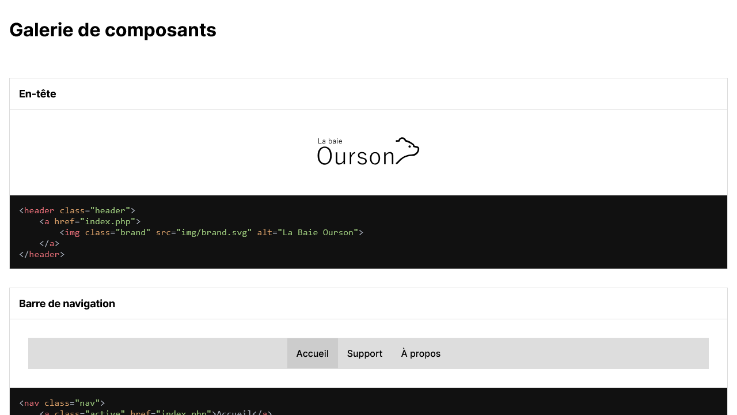 Galerie de composants
En-tête
La baie
Ourson
<header class="header">
    <a href="index.php">
        <img class="brand" src="img/brand.svg" alt="La Baie Ourson">
    </a>
</header>
Barre de navigation
Accueil Support À propos
<nav class="nav">
    <a class="active" href="index.php">Accueil</a>